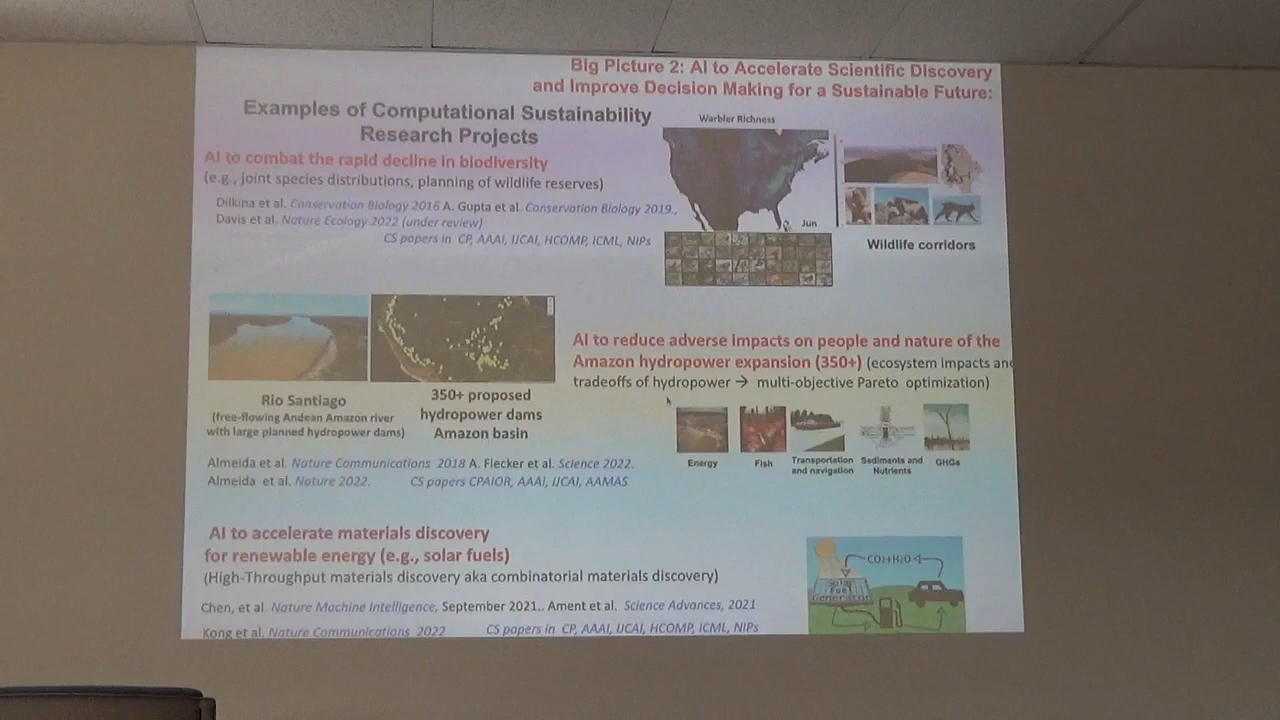 Big Picture 2: AI to Accelerate Scientific Discovery
and Improve Decision Making for a Sustainable Future:
Examples of Computational Sustainability
Research Projects
AI to combat the rapid decline in biodiversity
(e.g., joint species distributions, planning of wildlife reserves)
Dilkina et al. Conservation Biology 2016 A. Gupta et al. Conservation Biology 2019.,
Davis et al. Nature Ecology 2022 (under review)
CS papers in CP, AAAI, IJCAI, HCOMP, ICML, NIPs
Warbler Richness
Jun
Wildlife corridors
Rio Santiago
(free-flowing Andean Amazon river
with large planned hydropower dams)
350+ proposed
hydropower dams
Amazon basin
AI to reduce adverse impacts on people and nature of the
Amazon hydropower expansion (350+) (ecosystem impacts and
tradeoffs of hydropower → multi-objective Pareto optimization)
Energy
Fish
Transportation
and navigation
Sediments and
Nutrients
GHGs
Almeida et al. Nature Communications 2018 A. Flecker et al. Science 2022.
Almeida et al. Nature 2022. CS papers CPAIOR, AAAI, IJCAI, AAMAS
AI to accelerate materials discovery
for renewable energy (e.g., solar fuels)
(High-Throughput materials discovery aka combinatorial materials discovery)
Chen, et al. Nature Machine Intelligence, September 2021.. Ament et al. Science Advances, 2021
Kong et al. Nature Communications 2022 CS papers in CP, AAAI, IJCAI, HCOMP, ICML, NIPs
CO2+H2O
Solar
Fuel
Generator